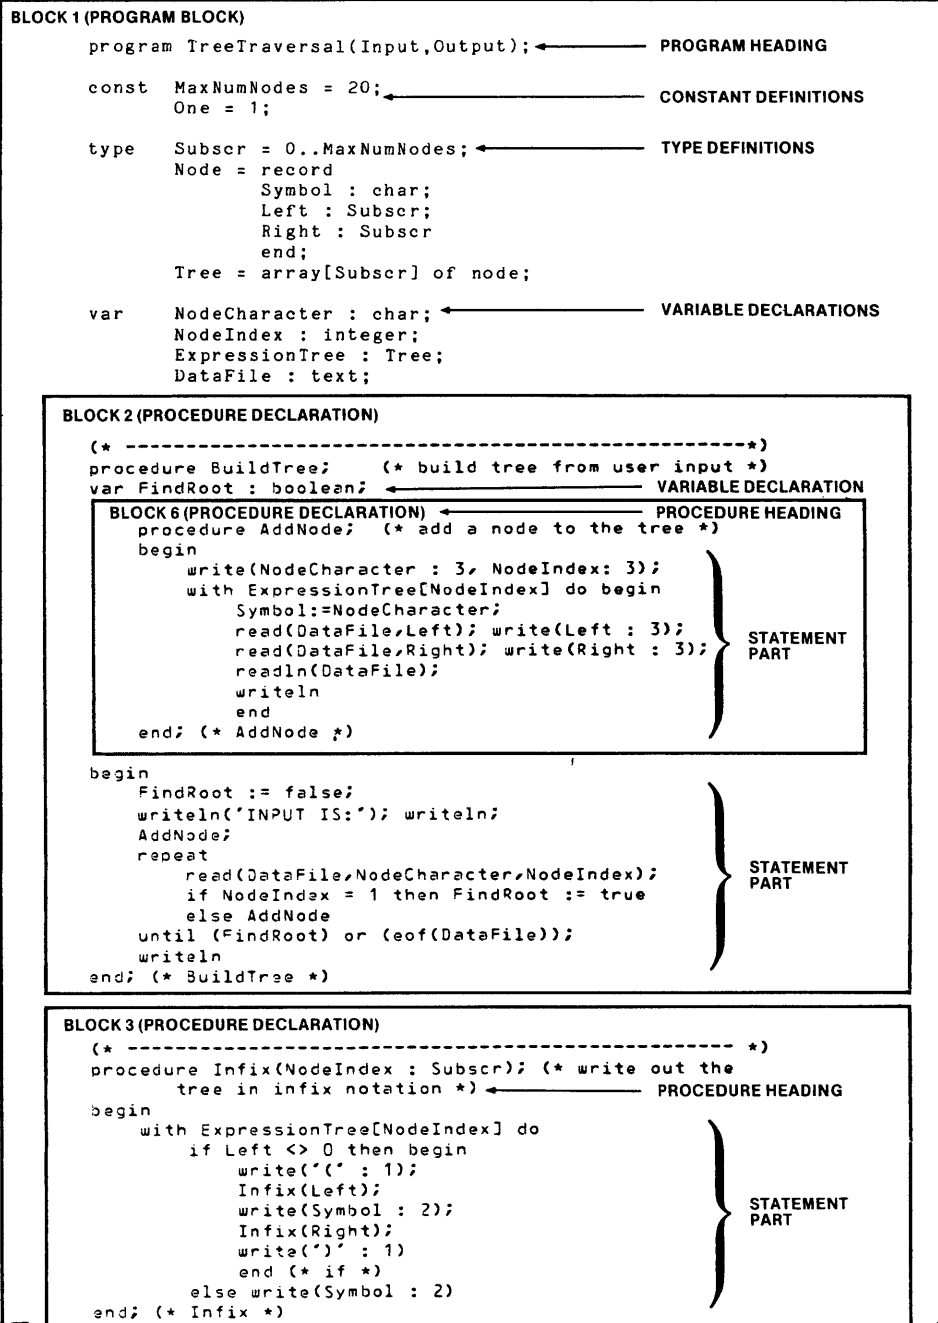 BLOCK 1 (PROGRAM BLOCK)
program TreeTraversal(Input,Output); PROGRAM HEADING
const MaxNumNodes = 20;
CONSTANT DEFINITIONS
One = 1;
type Subscr = 0..MaxNumNodes; TYPE DEFINITIONS
Node = record
Symbol : char;
Left : Subscr;
Right : Subscr
end;
Tree = array[Subscr] of node;
var NodeCharacter : char; VARIABLE DECLARATIONS
NodeIndex : integer;
ExpressionTree : Tree;
DataFile : text;
BLOCK 2 (PROCEDURE DECLARATION)
(* ---------------------------------------------------*)
procedure BuildTree; (* build tree from user input *)
var FindRoot : boolean; VARIABLE DECLARATION
BLOCK 6 (PROCEDURE DECLARATION) PROCEDURE HEADING
procedure AddNode; (* add a node to the tree *)
begin
write(NodeCharacter : 3, NodeIndex: 3);
with ExpressionTree[NodeIndex] do begin
Symbol:=NodeCharacter;
read(DataFile,Left); write(Left : 3);
STATEMENT
read(DataFile,Right); write(Right : 3);
PART
readln(DataFile);
writeln
end
end; (* AddNode *)
begin
FindRoot := false;
writeln('INPUT IS:'); writeln;
AddNode;
repeat
read(DataFile,NodeCharacter,NodeIndex);
STATEMENT
PART
if NodeIndex = 1 then FindRoot := true
else AddNode
until (FindRoot) or (eof(DataFile));
writeln
end; (* BuildTree *)
BLOCK 3 (PROCEDURE DECLARATION)
(* -------------------------------------------------- *)
procedure Infix(NodeIndex : Subscr); (* write out the
tree in infix notation *) PROCEDURE HEADING
begin
with ExpressionTree[NodeIndex] do
if Left <> 0 then begin
write('(' : 1);
Infix(Left);
write(Symbol : 2);
STATEMENT
PART
Infix(Right);
write(')' : 1)
end (* if *)
else write(Symbol : 2)
end; (* Infix *)